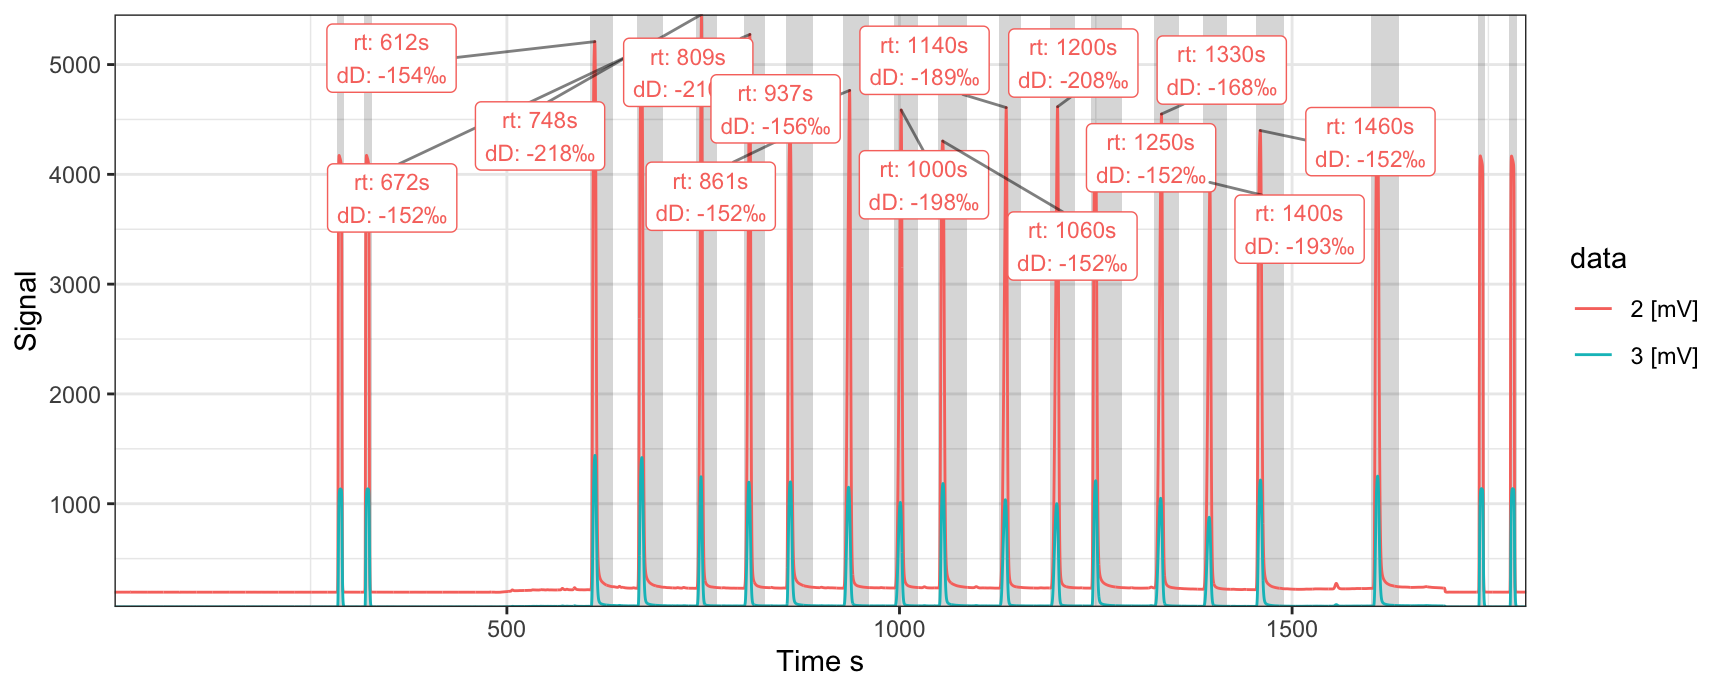 5000
4000
3000
2000
1000
Signal
rt: 612s
dD: -154‰
rt: 672s
dD: -152‰
rt: 748s
dD: -218‰
rt: 809s
rt: 861s
dD: -152‰
rt: 937s
dD: -156‰
rt: 1000s
dD: -198‰
rt: 1060s
dD: -152‰
rt: 1140s
dD: -189‰
rt: 1200s
dD: -208‰
rt: 1250s
dD: -152‰
rt: 1330s
dD: -168‰
rt: 1400s
dD: -193‰
rt: 1460s
dD: -152‰
500
1000
1500
Time s
data
2 [mV]
3 [mV]